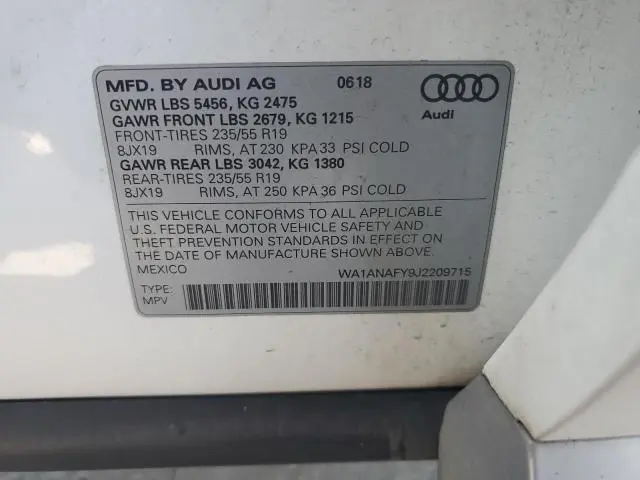 MFD. BY AUDI AG 0618
GVWR LBS 5456, KG 2475
GAWR FRONT LBS 2679, KG 1215
FRONT-TIRES 235/55 R19
8JX19 RIMS, AT 230 KPA 33 PSI COLD
GAWR REAR LBS 3042, KG 1380
REAR-TIRES 235/55 R19
8JX19 RIMS, AT 250 KPA 36 PSI COLD
Audi
THIS VEHICLE CONFORMS TO ALL APPLICABLE
U.S. FEDERAL MOTOR VEHICLE SAFETY AND
THEFT PREVENTION STANDARDS IN EFFECT ON
THE DATE OF MANUFACTURE SHOWN ABOVE.
MEXICO WA1ANAFY9J2209715
TYPE:
MPV